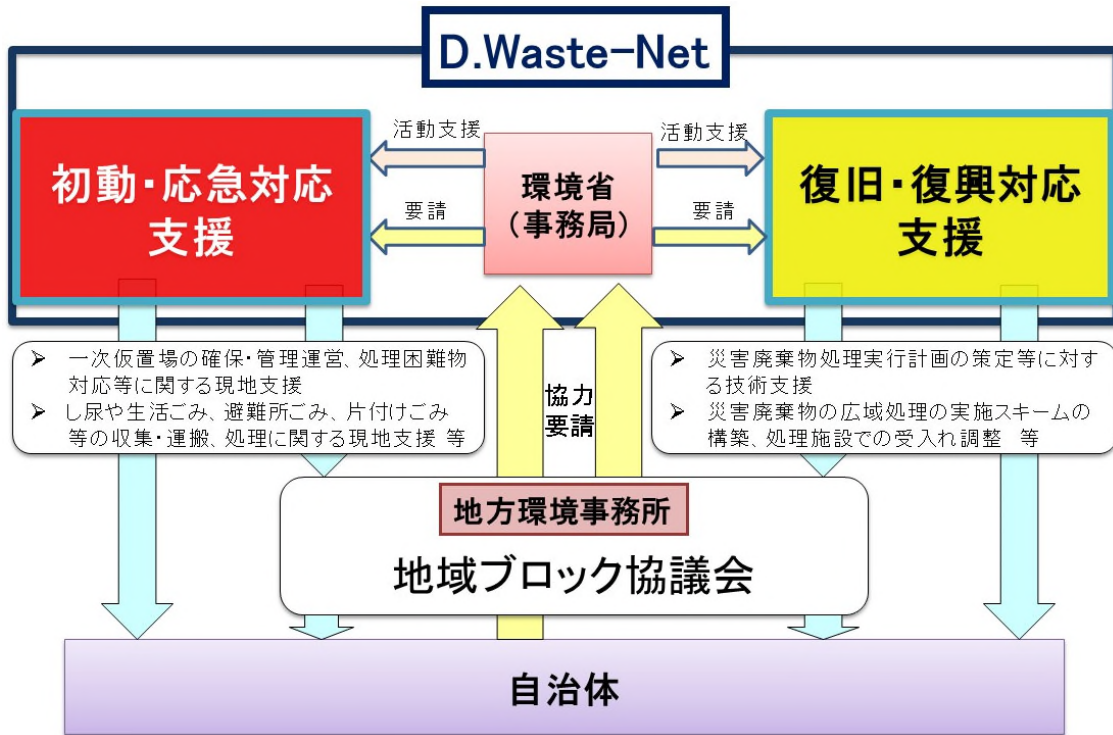 D.Waste-Net
初動・応急対応
支援
活動支援
要請
環境省
（事務局）
活動支援
要請
復旧・復興対応
支援
➢ 一次仮置場の確保・管理運営、処理困難物
対応等に関する現地支援
➢ し尿や生活ごみ、避難所ごみ、片付けごみ
等の収集・運搬、処理に関する現地支援 等
協力
要請
➢ 災害廃棄物処理実行計画の策定等に対す
る技術支援
➢ 災害廃棄物の広域処理の実施スキームの
構築、処理施設での受入れ調整 等
地方環境事務所
地域ブロック協議会
自治体